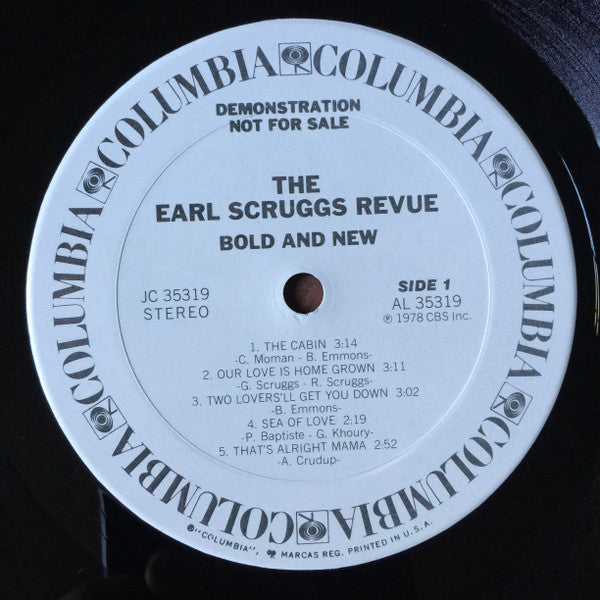 COLUMBIA COLUMBIA COLUMBIA COLUMBIA COLUMBIA COLUMBIA
DEMONSTRATION
NOT FOR SALE
THE
EARL SCRUGGS REVUE
BOLD AND NEW
JC 35319
STEREO
SIDE 1
AL 35319
℗ 1978 CBS Inc.
1. THE CABIN 3:14
-C. Moman - B. Emmons-
2. OUR LOVE IS HOME GROWN 3:11
-G. Scruggs - R. Scruggs-
3. TWO LOVERS'LL GET YOU DOWN 3:02
-B. Emmons-
4. SEA OF LOVE 2:19
-P. Baptiste - G. Khoury-
5. THAT'S ALRIGHT MAMA 2:52
-A. Crudup-
®"COLUMBIA", MARCAS REG. PRINTED IN U.S.A.